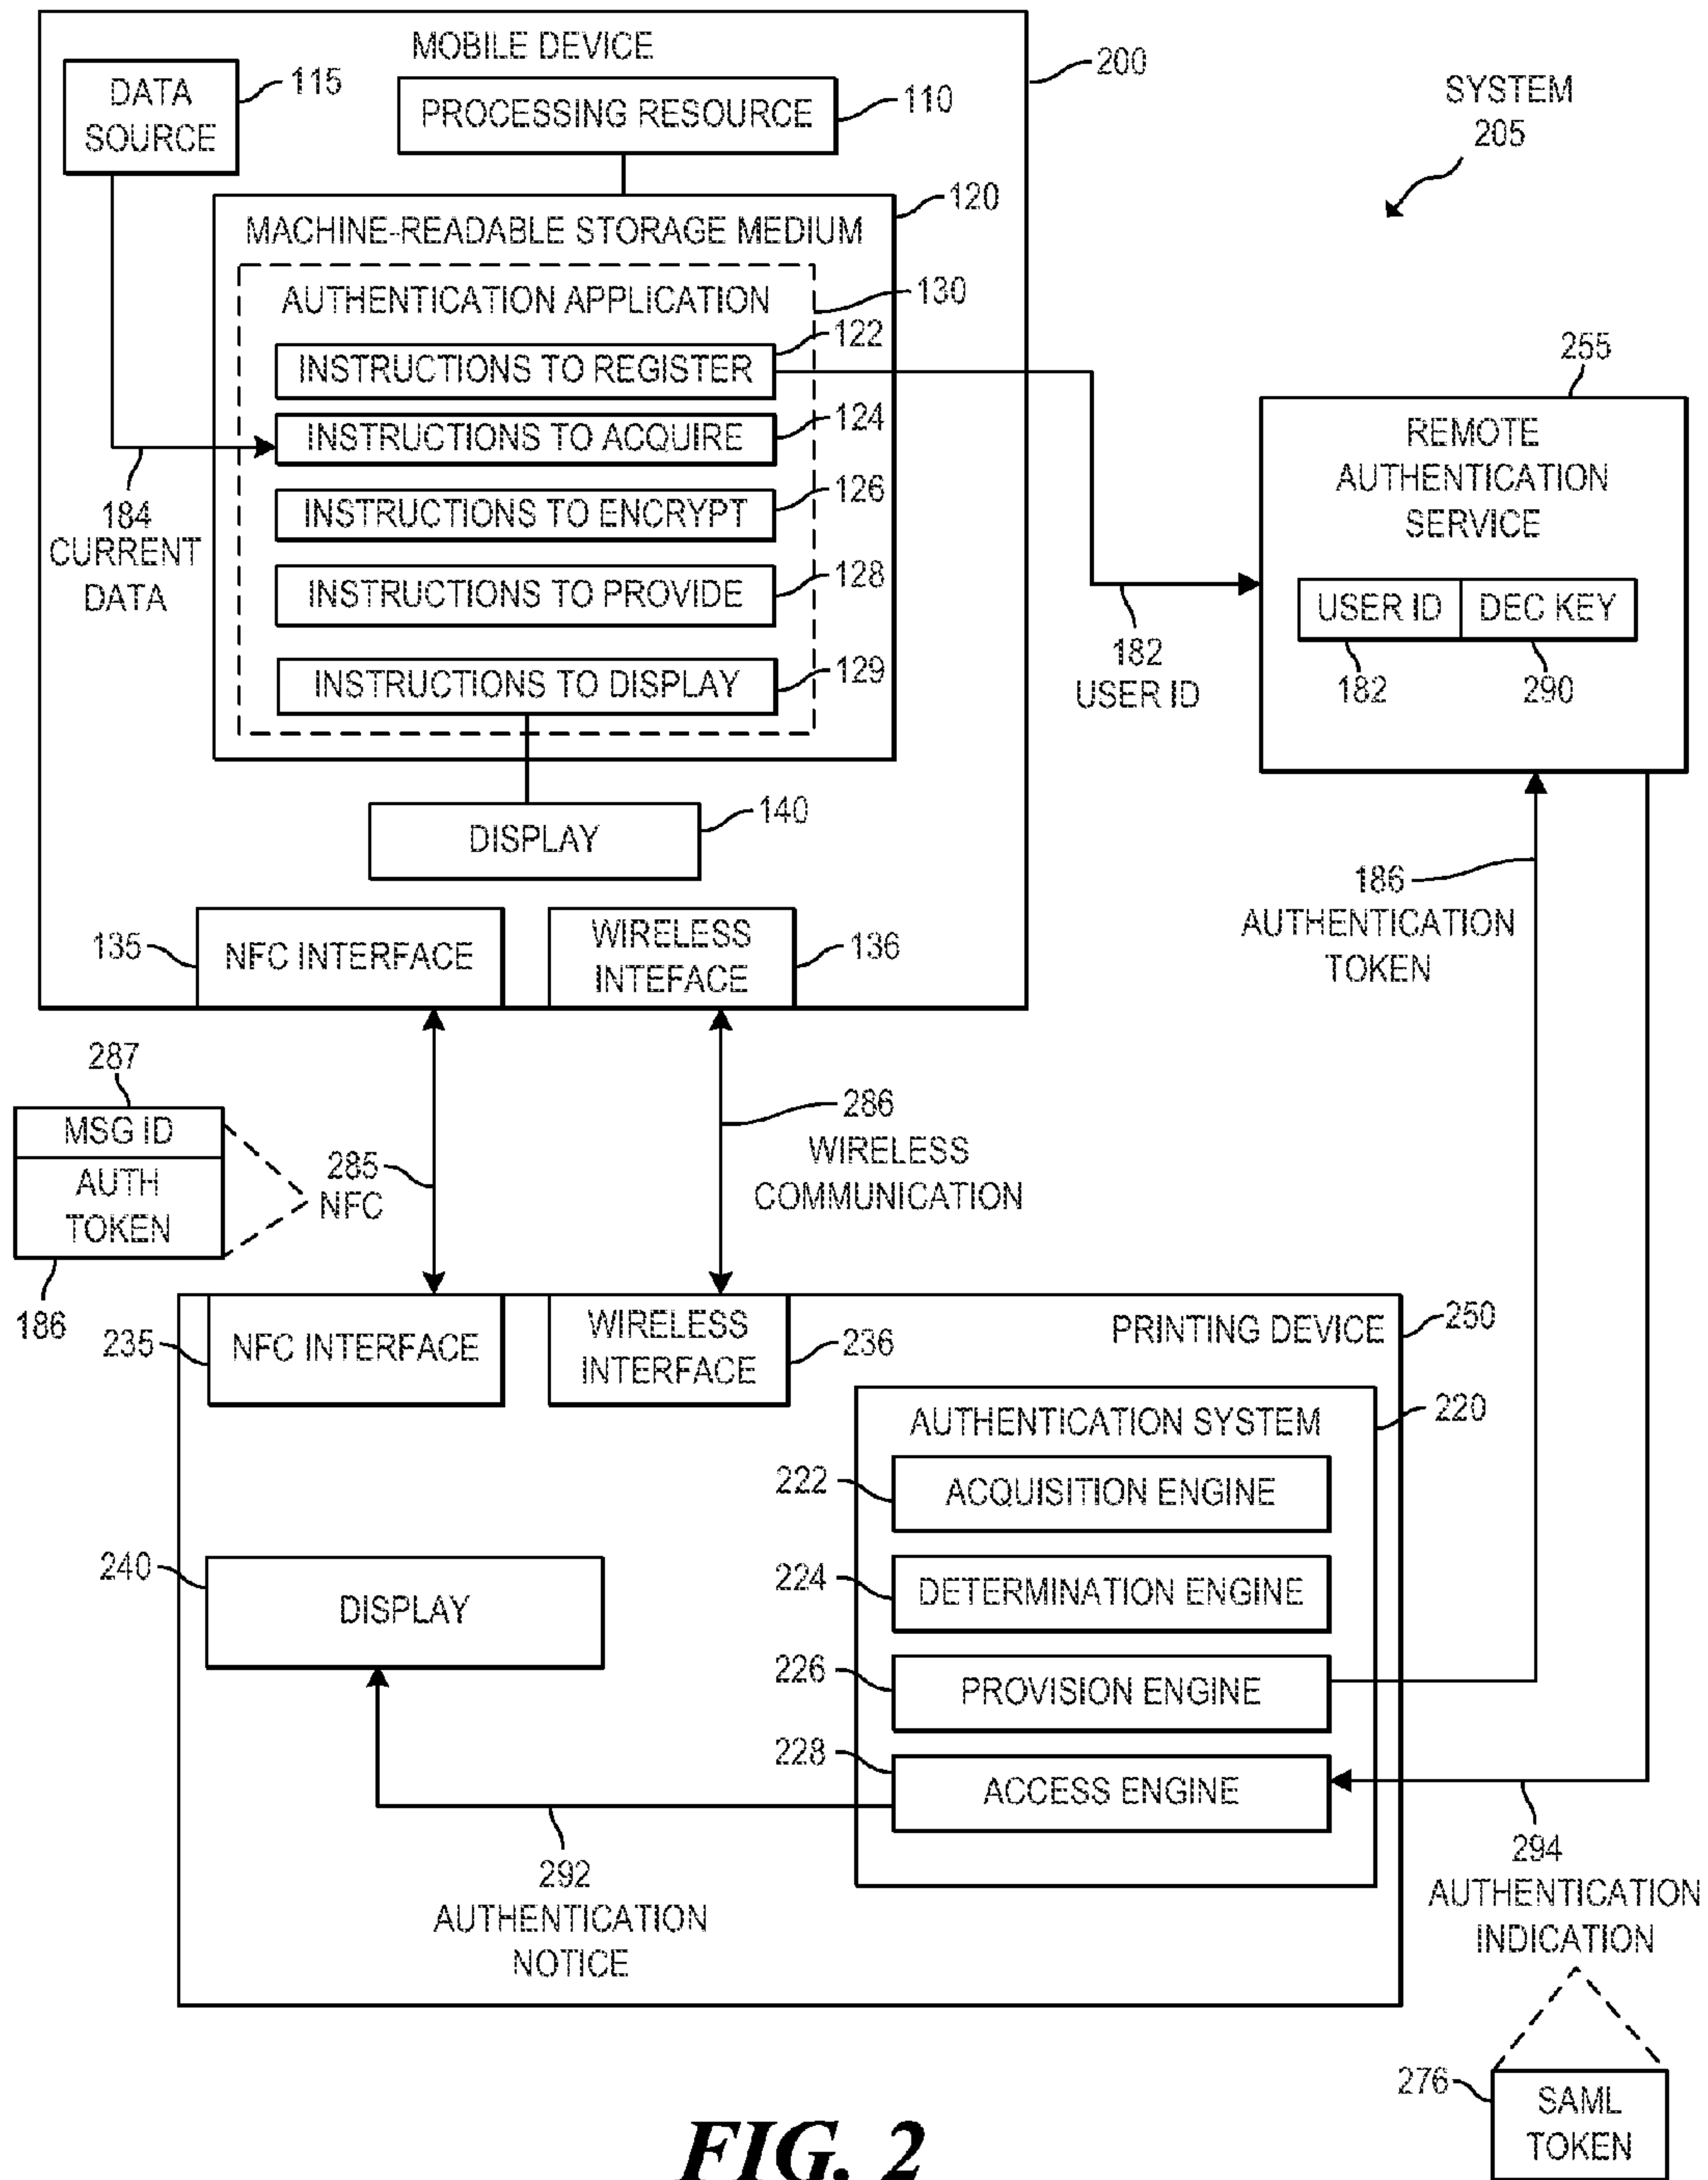 MOBILE DEVICE
200
DATA
SOURCE
115
PROCESSING RESOURCE
110
SYSTEM
205
120
MACHINE-READABLE STORAGE MEDIUM
AUTHENTICATION APPLICATION
130
INSTRUCTIONS TO REGISTER
122
INSTRUCTIONS TO ACQUIRE
124
INSTRUCTIONS TO ENCRYPT
126
INSTRUCTIONS TO PROVIDE
128
INSTRUCTIONS TO DISPLAY
129
184
CURRENT
DATA
182
USER ID
255
REMOTE
AUTHENTICATION
SERVICE
USER ID
DEC KEY
182
290
DISPLAY
140
135
NFC INTERFACE
WIRELESS
INTEFACE
136
186
AUTHENTICATION
TOKEN
287
MSG ID
AUTH
TOKEN
186
285
NFC
286
WIRELESS
COMMUNICATION
235
NFC INTERFACE
WIRELESS
INTERFACE
236
PRINTING DEVICE
250
AUTHENTICATION SYSTEM
220
222
ACQUISITION ENGINE
224
DETERMINATION ENGINE
226
PROVISION ENGINE
228
ACCESS ENGINE
240
DISPLAY
292
AUTHENTICATION
NOTICE
294
AUTHENTICATION
INDICATION
276
SAML
TOKEN
FIG. 2